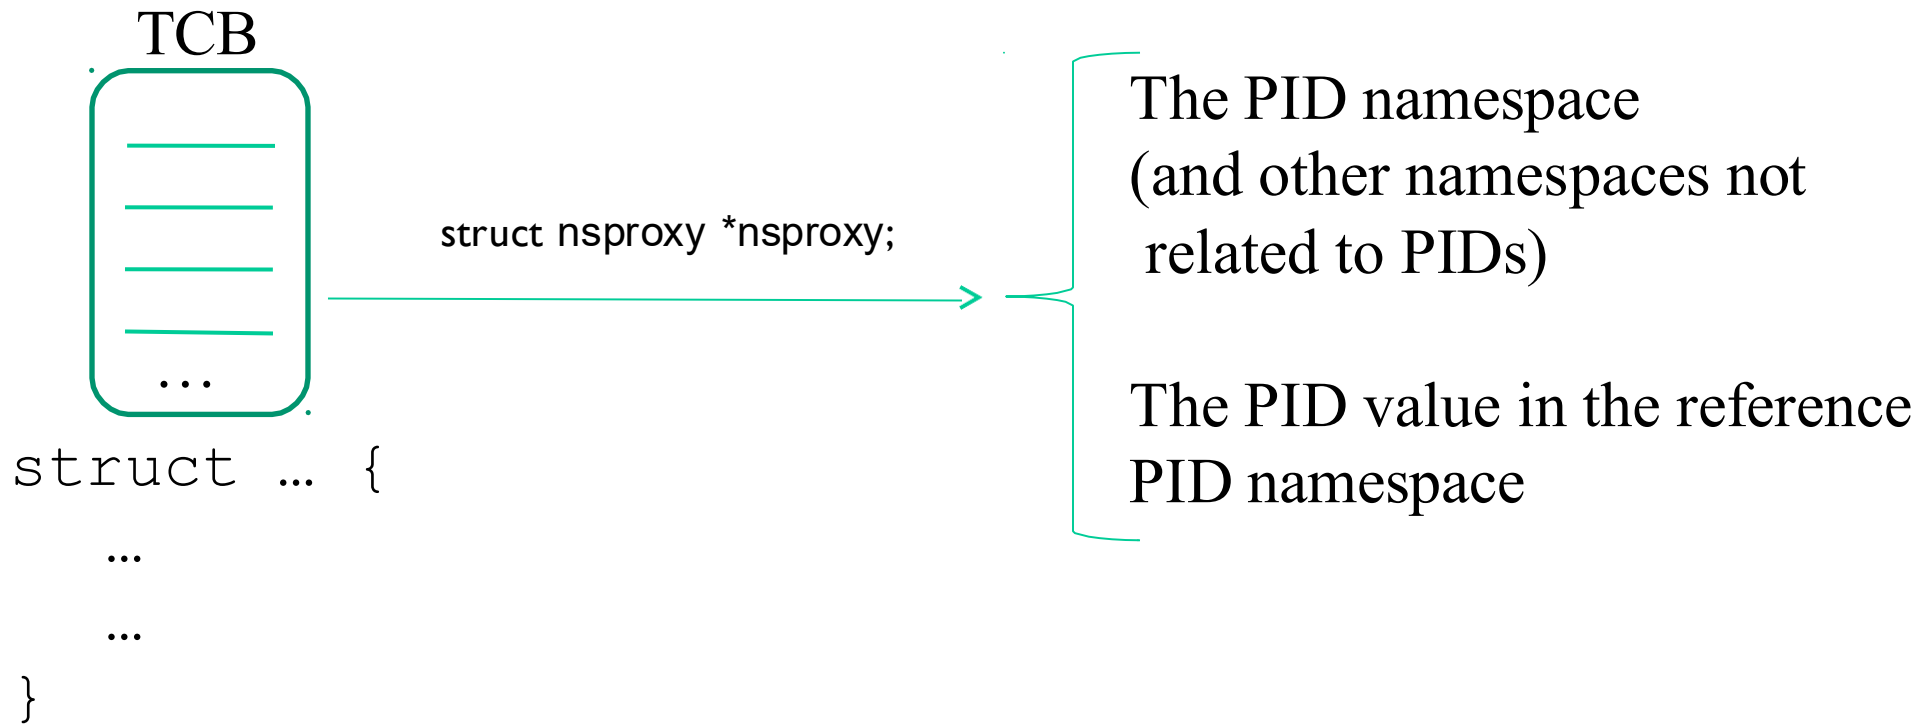 TCB
...
struct … {
…
…
}
struct nsproxy *nsproxy;
The PID namespace
(and other namespaces not
related to PIDs)
The PID value in the reference
PID namespace